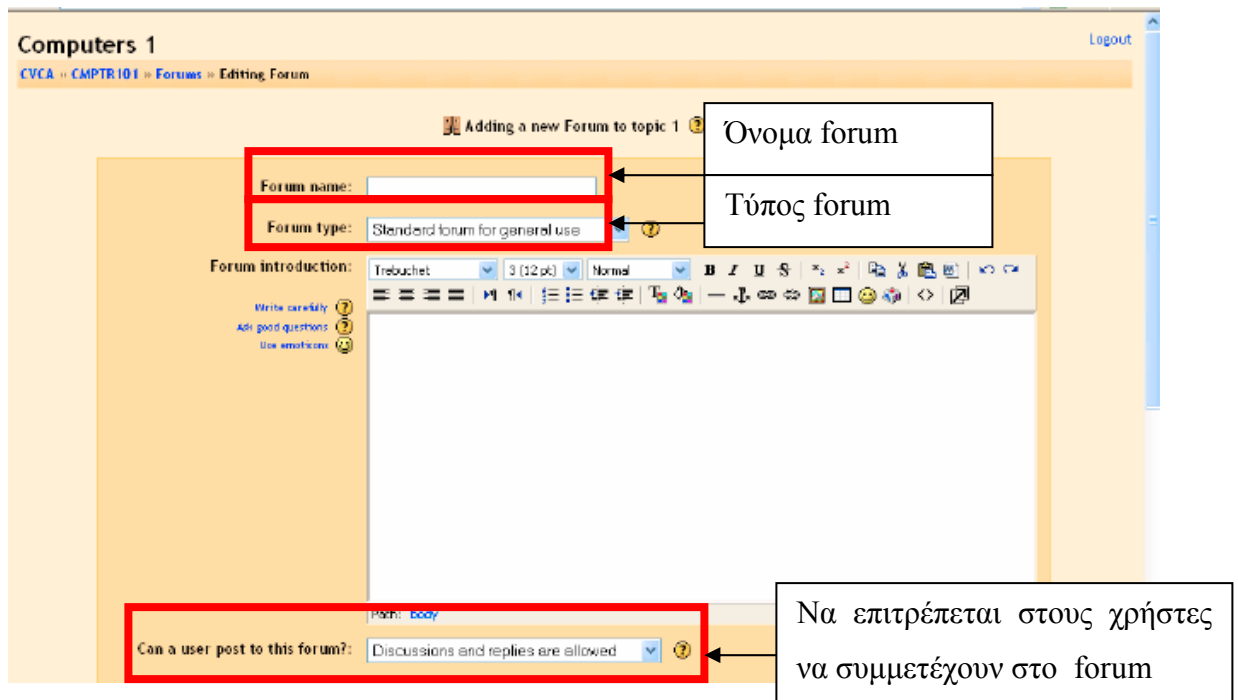 Computers 1
Logout
CVCA » CMPTR101 » Forums » Editing Forum
Adding a new Forum to topic 1
Όνομα forum
Forum name:
Τύπος forum
Forum type: Standard forum for general use
Forum introduction: Trebuchet 3 (12 pt) Normal B I U S
Write carefully
Ask good questions
Use emoticons
Path: body
Να επιτρέπεται στους χρήστες
να συμμετέχουν στο forum
Can a user post to this forum?: Discussions and replies are allowed